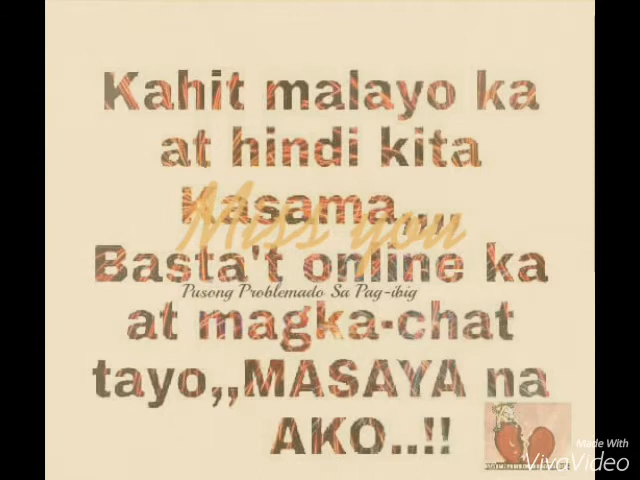 Kahit malayo ka
at hindi kita
Kasama,,,,
Miss you
Basta't online ka
Pusong Problemado Sa Pag-ibig
at magka-chat
tayo,,MASAYA na
AKO..!!
Made With
VivaVideo